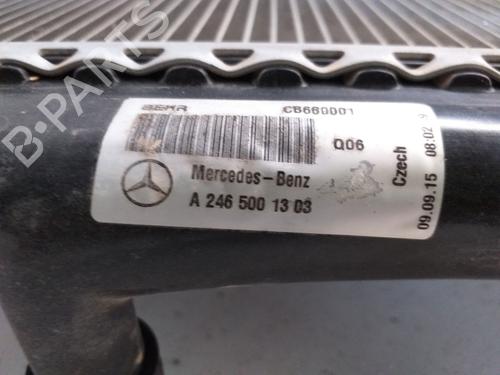 BEHR CB660001
Q06
Mercedes-Benz
A 246 500 13 03
Czech
09.09.15 08:02
B-PARTS